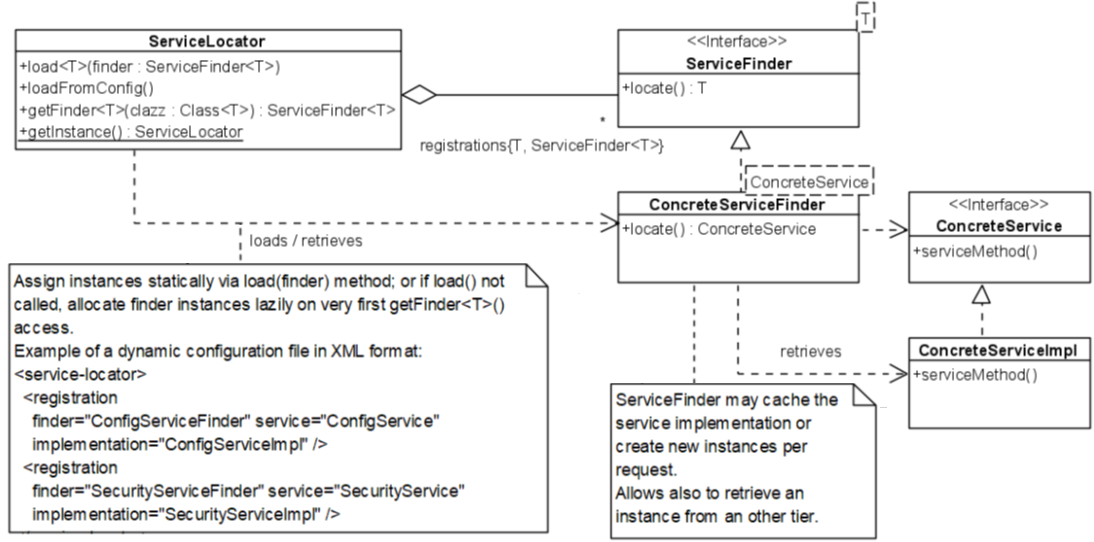 ServiceLocator
+load<T>(finder : ServiceFinder<T>)
+loadFromConfig()
+getFinder<T>(clazz : Class<T>) : ServiceFinder<T>
+getInstance() : ServiceLocator
T
<<Interface>>
ServiceFinder
+locate() : T
*
registrations{T, ServiceFinder<T>}
ConcreteService
ConcreteServiceFinder
+locate() : ConcreteService
<<Interface>>
ConcreteService
+serviceMethod()
loads / retrieves
retrieves
ConcreteServiceImpl
+serviceMethod()
Assign instances statically via load(finder) method; or if load() not
called, allocate finder instances lazily on very first getFinder<T>()
access.
Example of a dynamic configuration file in XML format:
<service-locator>
<registration
finder="ConfigServiceFinder" service="ConfigService"
implementation="ConfigServiceImpl" />
<registration
finder="SecurityServiceFinder" service="SecurityService"
implementation="SecurityServiceImpl" />
ServiceFinder may cache the
service implementation or
create new instances per
request.
Allows also to retrieve an
instance from an other tier.